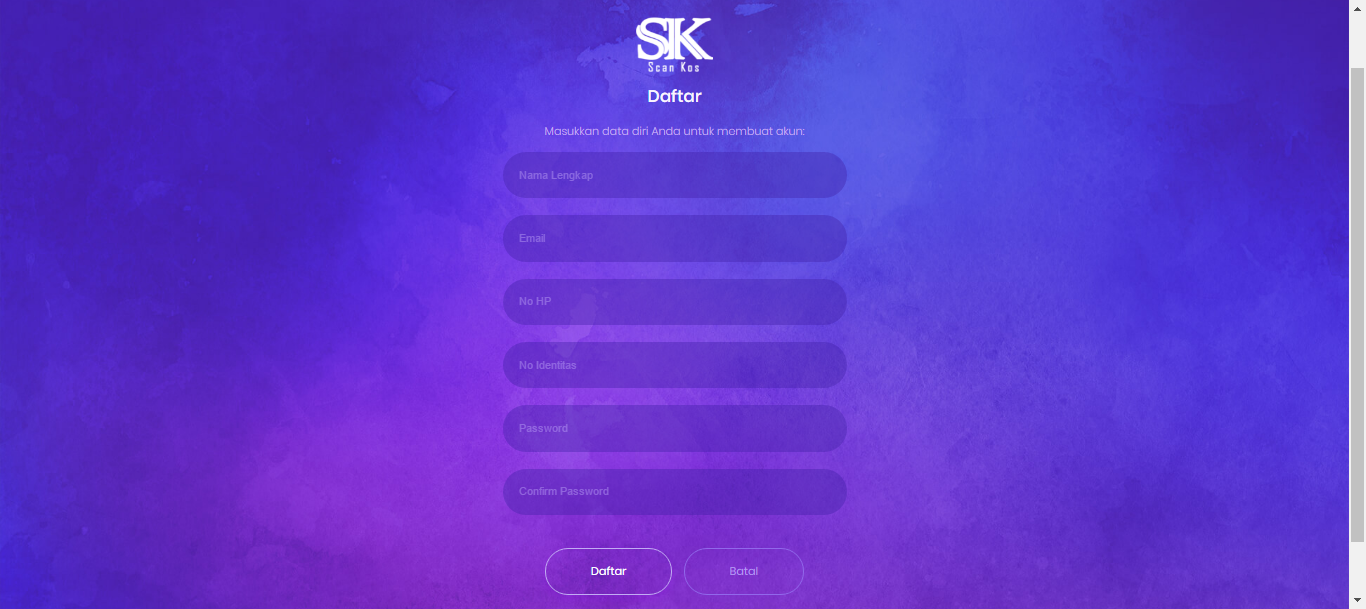 SK
Scan Kos
Daftar
Masukkan data diri Anda untuk membuat akun:
Nama Lengkap
Email
No HP
No Identitas
Password
Confirm Password
Daftar Batal